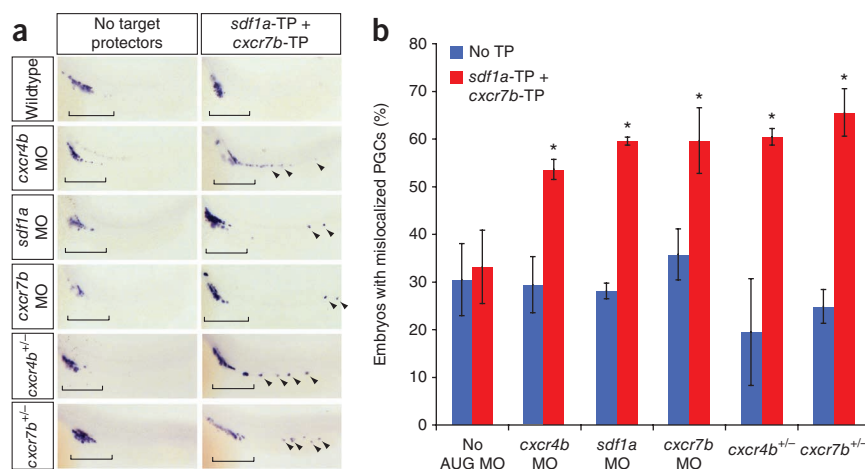 a
No target
protectors
sdf1a-TP +
cxcr7b-TP
Wildtype
cxcr4b
MO
sdf1a
MO
cxcr7b
MO
cxcr4b+/–
cxcr7b+/–
b
Embryos with mislocalized PGCs (%)
80
70
60
50
40
30
20
10
0
No TP
sdf1a-TP +
cxcr7b-TP
*
*
*
*
*
No
AUG MO
cxcr4b
MO
sdf1a
MO
cxcr7b
MO
cxcr4b+/–
cxcr7b+/–